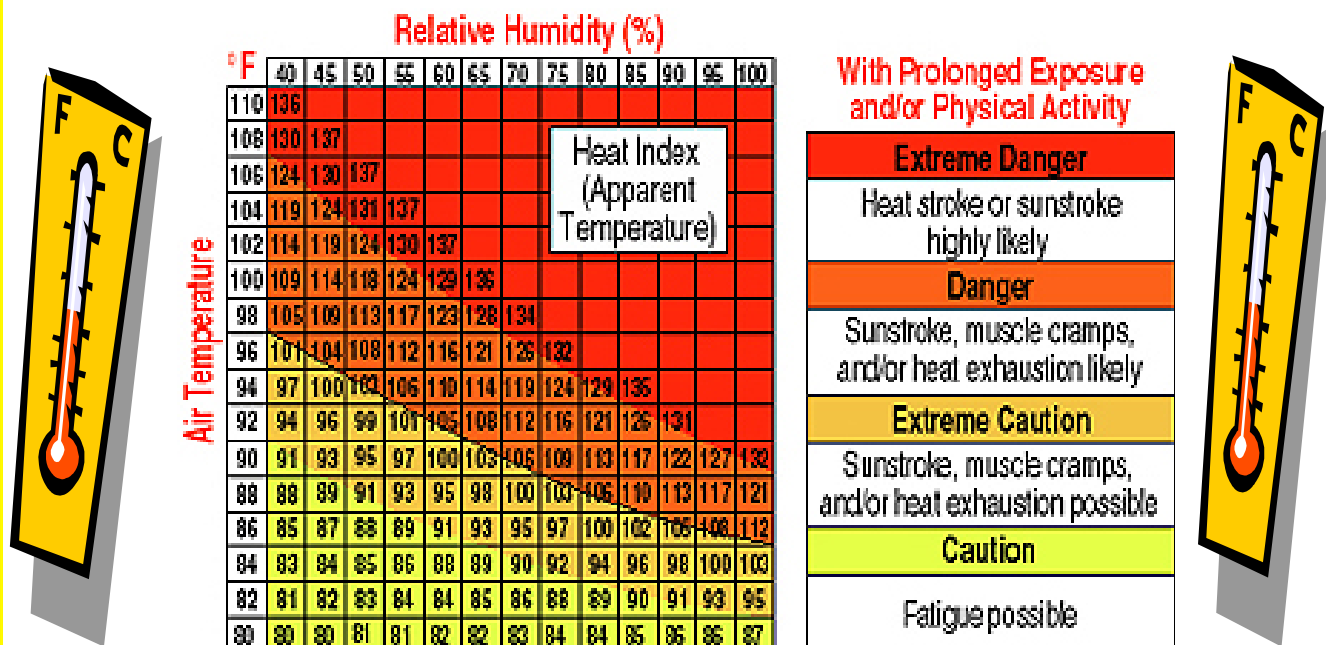 Relative Humidity (%)
°F 40 45 50 55 60 65 70 75 80 85 90 95 100
110 136
108 130 137
106 124 130 137
104 119 124 131 137
102 114 119 124 130 137
100 109 114 118 124 129 136
98 105 109 113 117 123 128 134
96 101 104 108 112 116 121 126 132
94 97 100 102 106 110 114 119 124 129 135
92 94 96 99 101 105 108 112 116 121 126 131
90 91 93 95 97 100 103 106 109 113 117 122 127 132
88 88 89 91 93 95 98 100 103 106 110 113 117 121
86 85 87 88 89 91 93 95 97 100 102 105 108 112
84 83 84 85 86 88 89 90 92 94 96 98 100 103
82 81 82 83 84 84 85 86 88 89 90 91 93 95
80 80 80 81 81 82 82 83 84 84 85 86 86 87
Air Temperature
Heat Index
(Apparent
Temperature)
With Prolonged Exposure
and/or Physical Activity
Extreme Danger
Heat stroke or sunstroke
highly likely
Danger
Sunstroke, muscle cramps,
and/or heat exhaustion likely
Extreme Caution
Sunstroke, muscle cramps,
and/or heat exhaustion possible
Caution
Fatigue possible
F C
F C